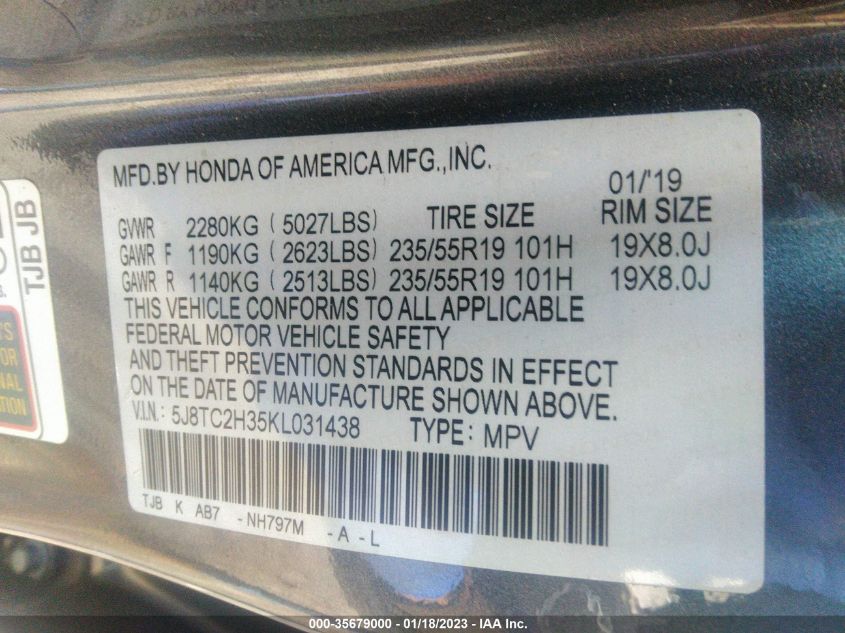 MFD.BY HONDA OF AMERICA MFG.,INC.
01/'19
GVWR 2280KG ( 5027LBS) TIRE SIZE RIM SIZE
GAWR F 1190KG ( 2623LBS) 235/55R19 101H 19X8.0J
GAWR R 1140KG ( 2513LBS) 235/55R19 101H 19X8.0J
THIS VEHICLE CONFORMS TO ALL APPLICABLE
FEDERAL MOTOR VEHICLE SAFETY
AND THEFT PREVENTION STANDARDS IN EFFECT
ON THE DATE OF MANUFACTURE SHOWN ABOVE.
V.I.N.: 5J8TC2H35KL031438 TYPE: MPV
TJB K AB7 -NH797M -A -L
TJB JB
000-35679000 - 01/18/2023 - IAA Inc.